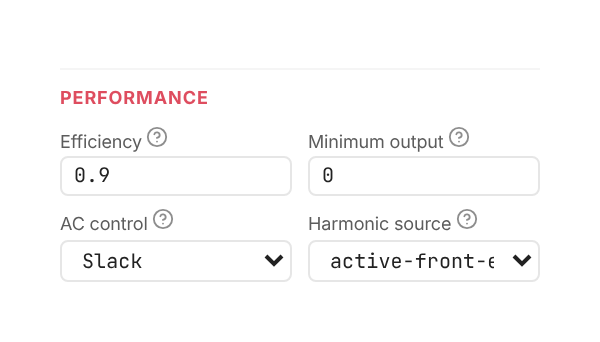 PERFORMANCE
Efficiency
Minimum output
0.9
0
AC control
Harmonic source
Slack
active-front-e